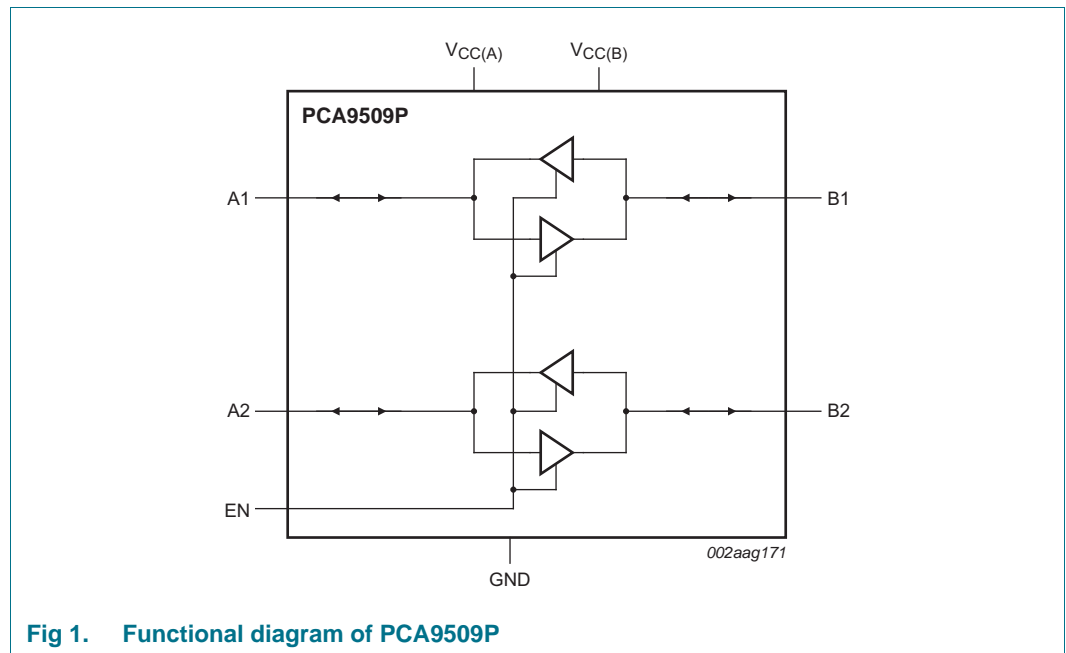 VCC(A) VCC(B)
PCA9509P
A1 B1
A2 B2
EN
002aag171
GND
Fig 1. Functional diagram of PCA9509P